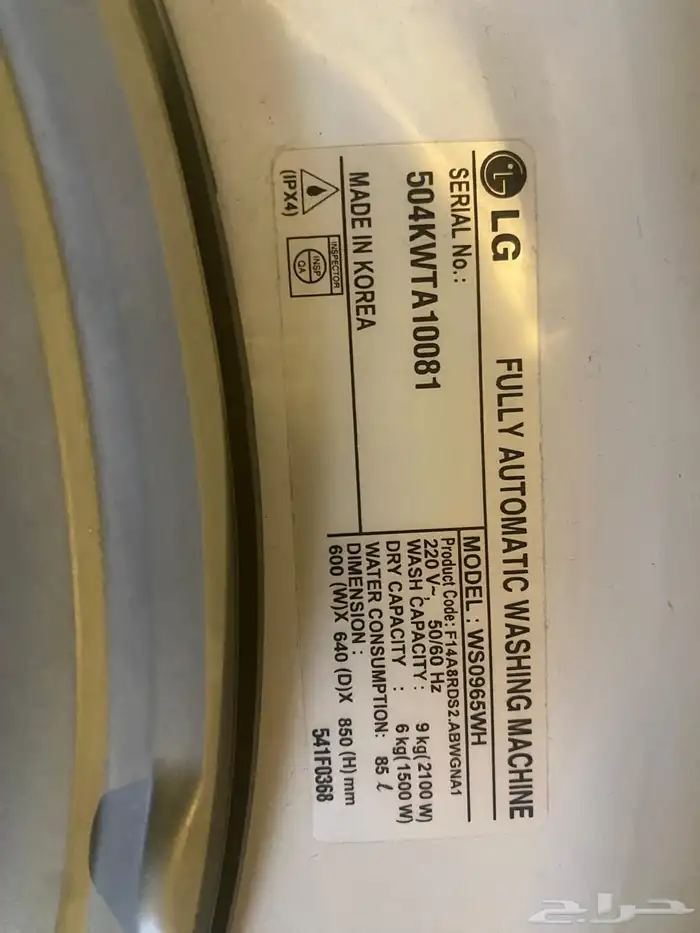 LG FULLY AUTOMATIC WASHING MACHINE
SERIAL No.:
504KWTA10081
MADE IN KOREA
(IPX4)
INSPECTOR
INSP
QA
MODEL : WS0965WH
Product Code: F14A8RDS2.ABWGNA1
220 V~, 50/60 Hz
WASH CAPACITY : 9 kg(2100 W)
DRY CAPACITY : 6 kg(1500 W)
WATER CONSUMPTION: 85 ℓ
DIMENSION :
600 (W)X 640 (D)X 850 (H) mm
541F0368
حراج